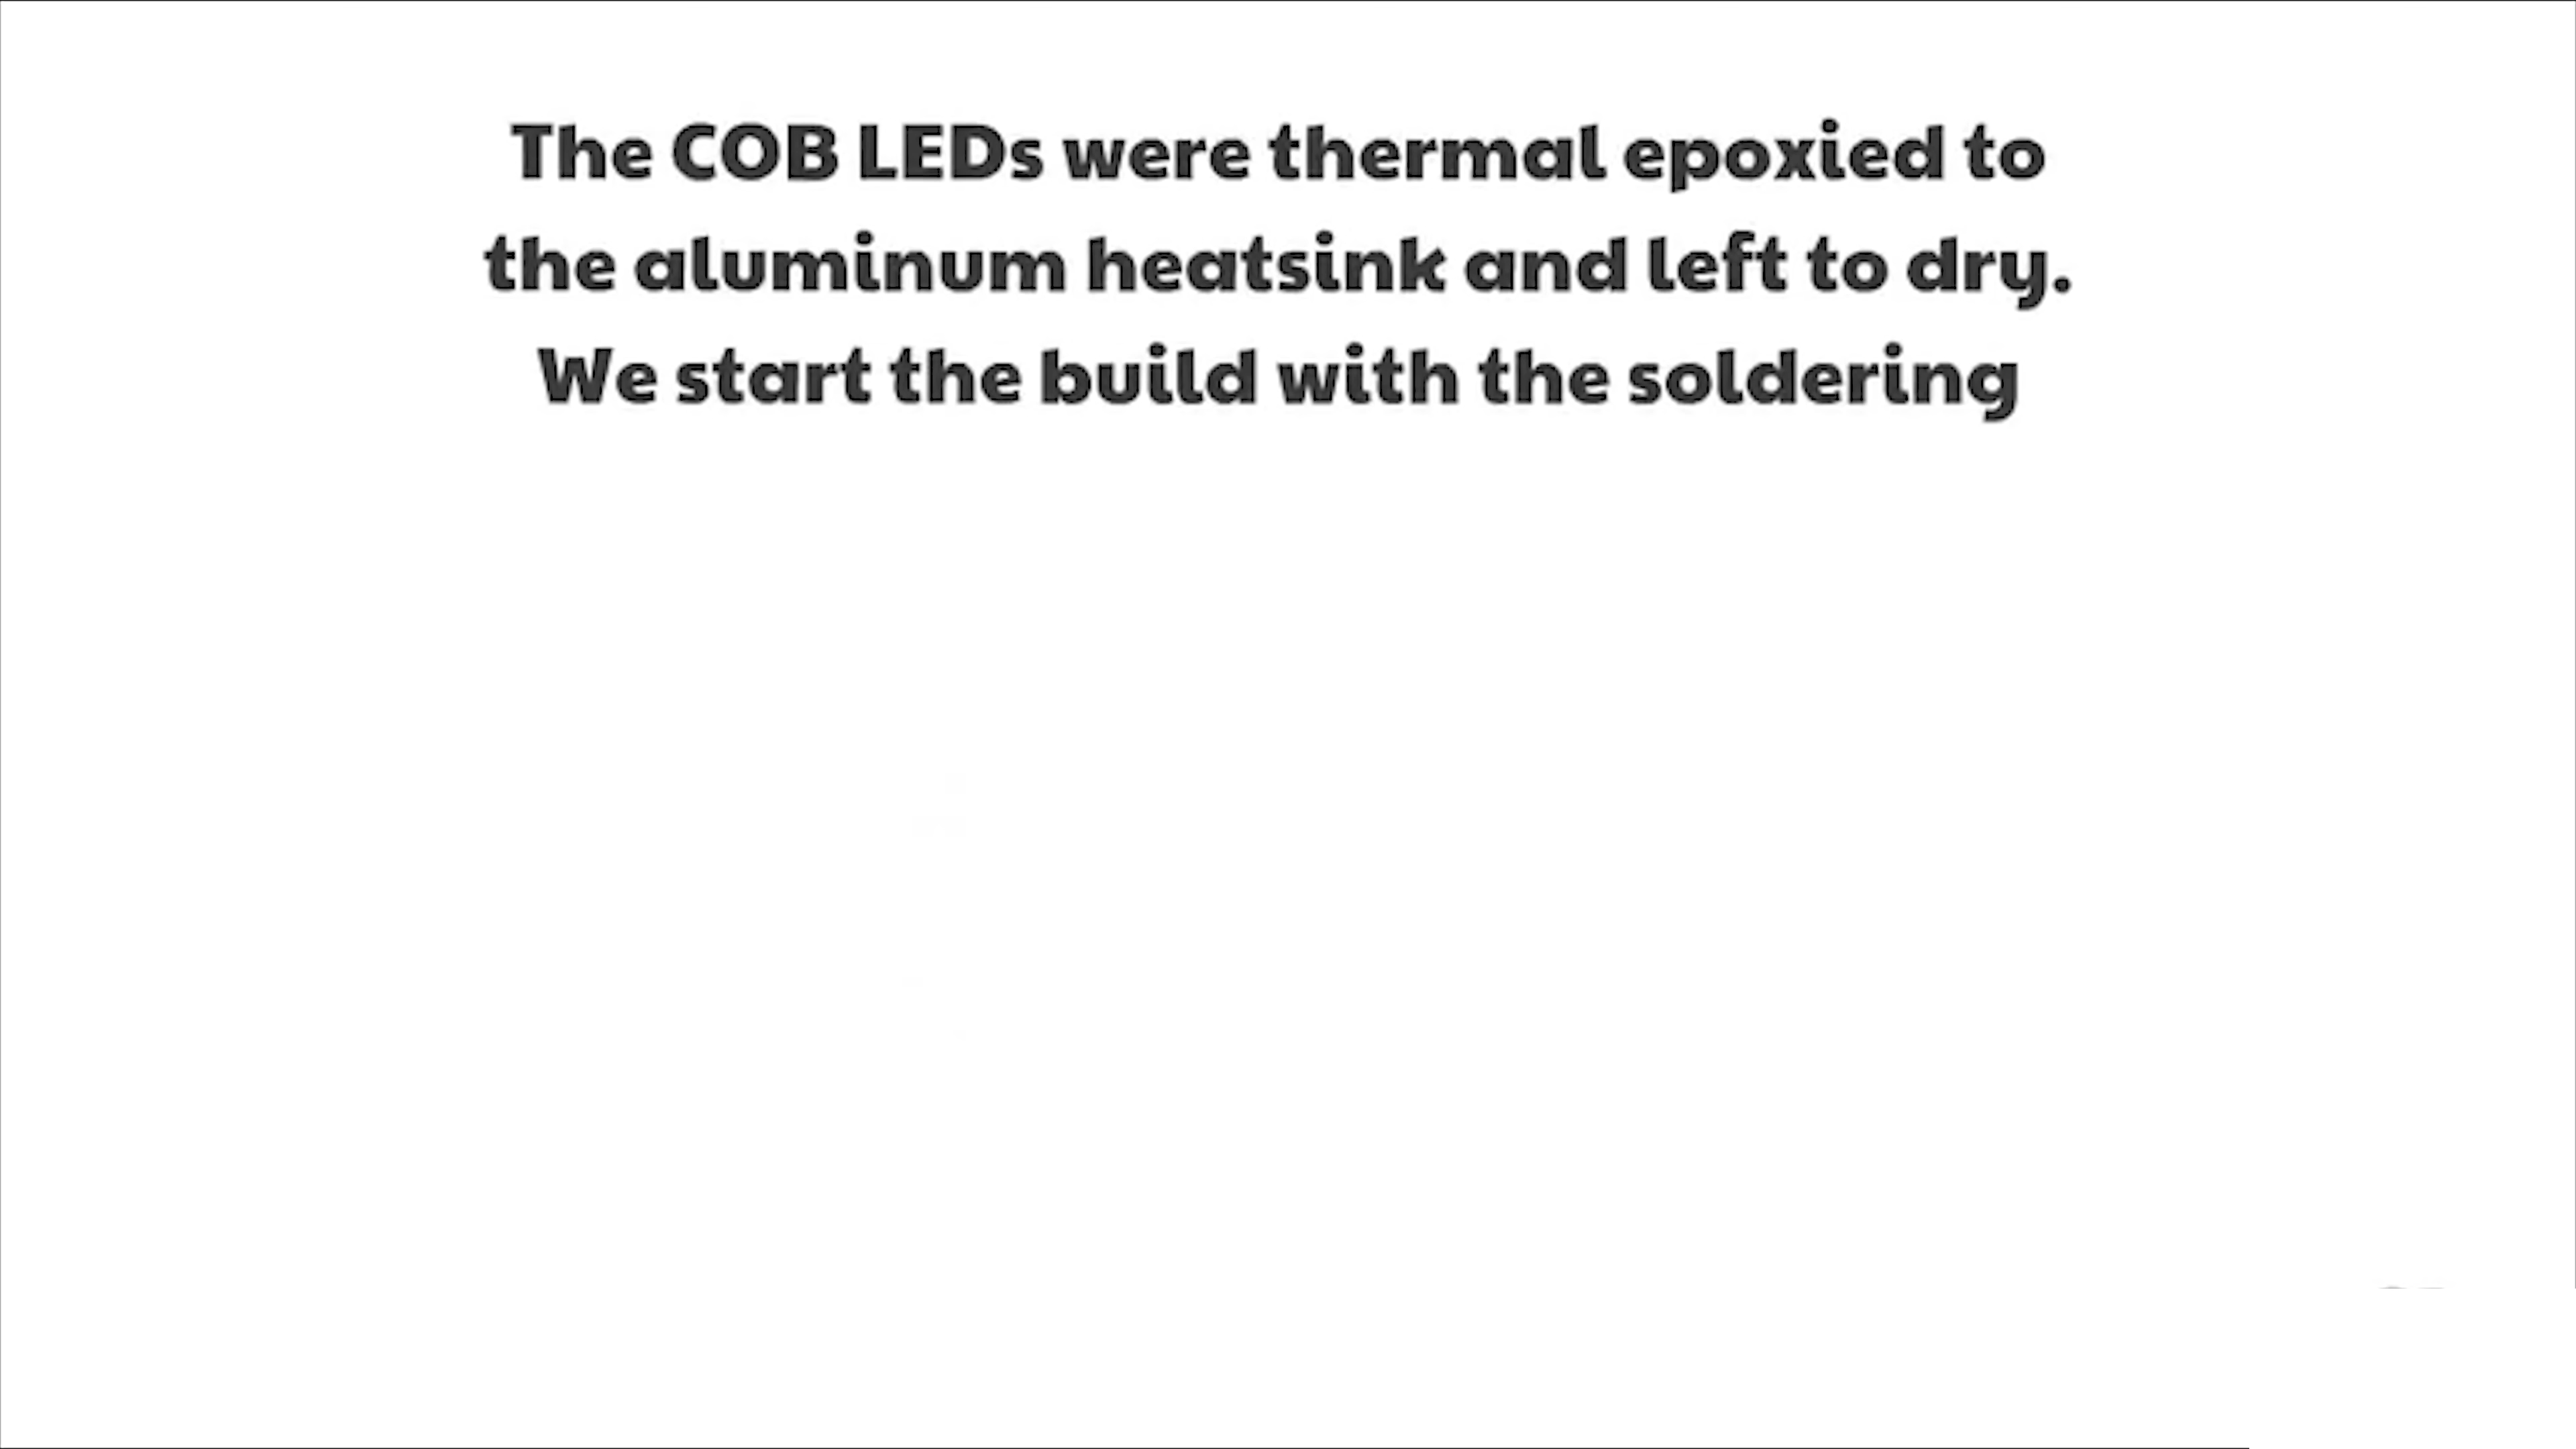 The COB LEDs were thermal epoxied to
the aluminum heatsink and left to dry.
We start the build with the soldering